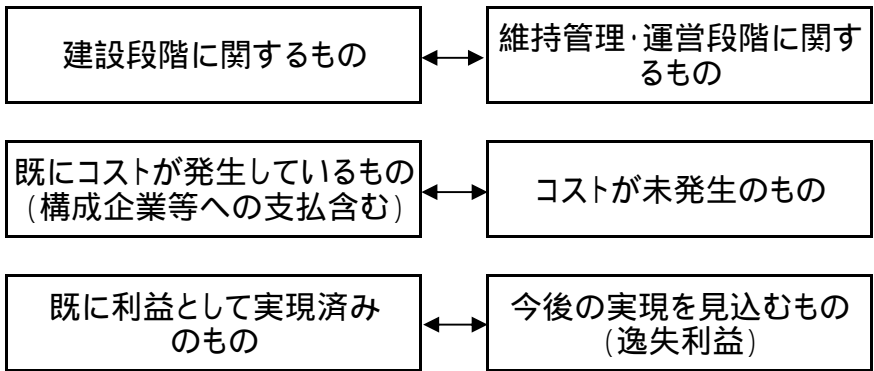 建設段階に関するもの
維持管理・運営段階に関す
るもの
既にコストが発生しているもの
(構成企業等への支払含む)
コストが未発生のもの
既に利益として実現済み
のもの
今後の実現を見込むもの
(逸失利益)